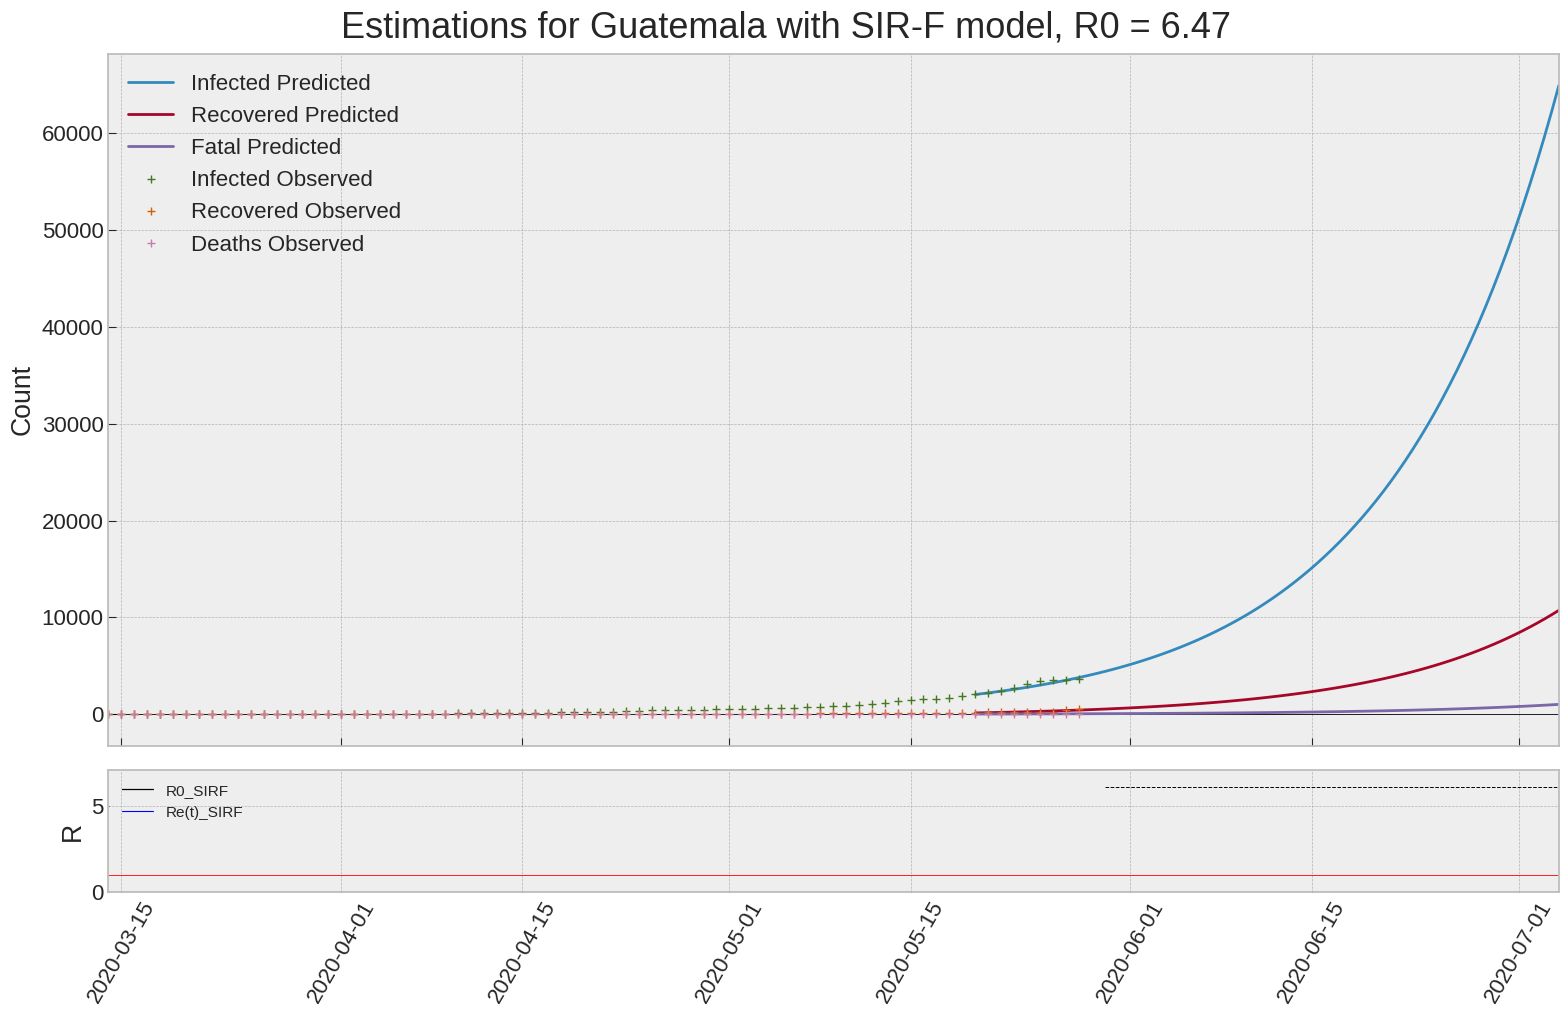 Estimations for Guatemala with SIR-F model, R0 = 6.47
Infected Predicted
Recovered Predicted
Fatal Predicted
Infected Observed
Recovered Observed
Deaths Observed
60000
50000
40000
30000
20000
10000
0
Count
R0_SIRF
Re(t)_SIRF
5
0
R
2020-03-15
2020-04-01
2020-04-15
2020-05-01
2020-05-15
2020-06-01
2020-06-15
2020-07-01